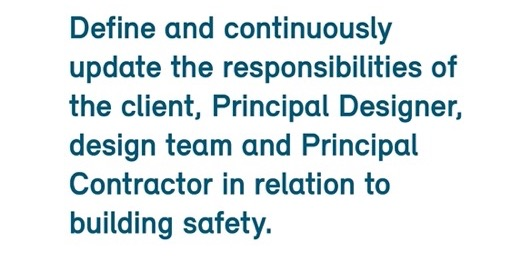 Define and continuously
update the responsibilities of
the client, Principal Designer,
design team and Principal
Contractor in relation to
building safety.